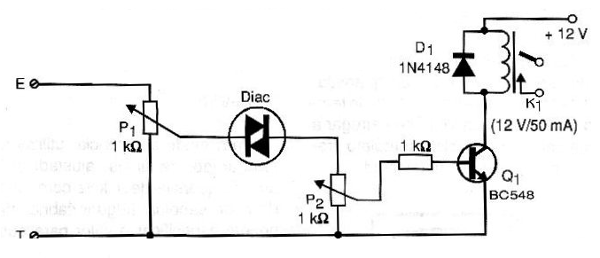 D1
1N4148
+ 12 V
K1
(12 V/50 mA)
E
P1
1 kΩ
Diac
1 kΩ
P2
1 kΩ
Q1
BC548
T